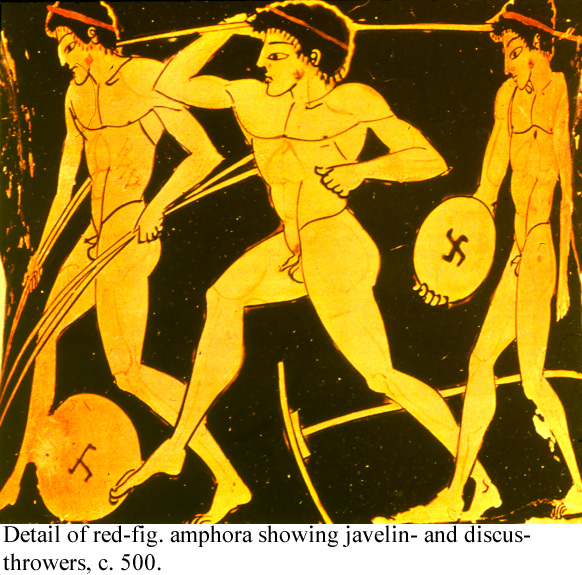 Detail of red-fig. amphora showing javelin- and discus-
throwers, c. 500.